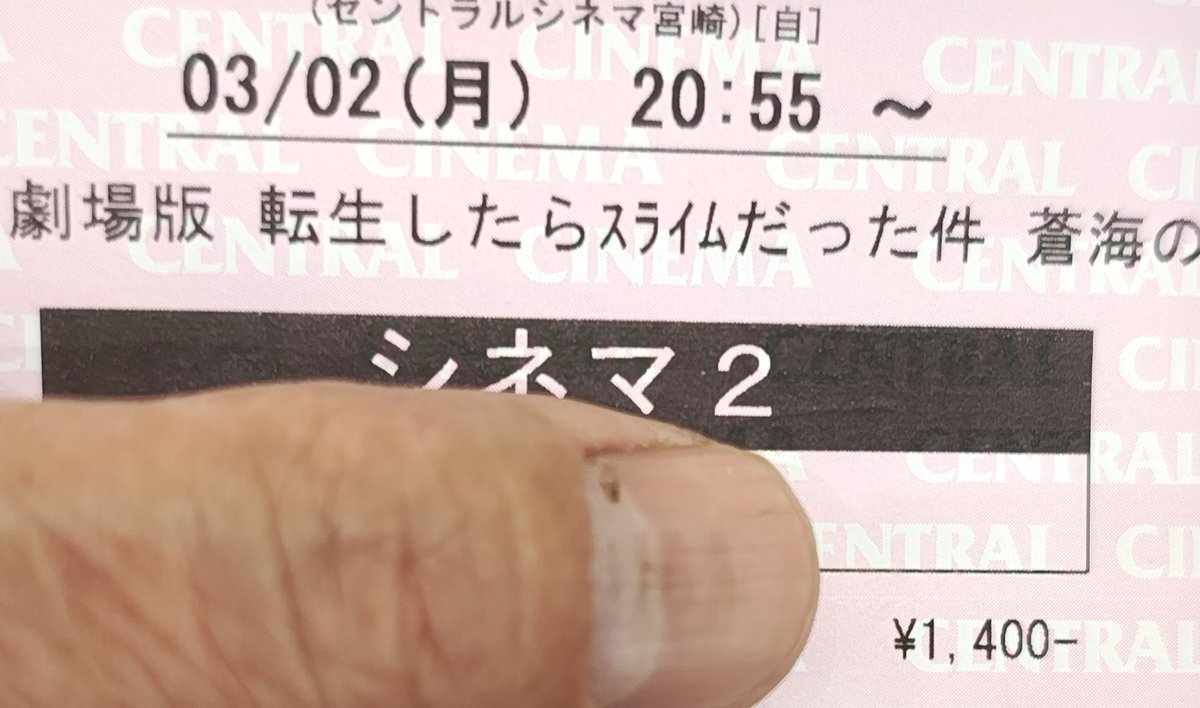 (セントラルシネマ宮崎)[自]
03/02(月) 20:55 ~
劇場版 転生したらｽﾗｲﾑだった件 蒼海の
シネマ2
¥1,400-